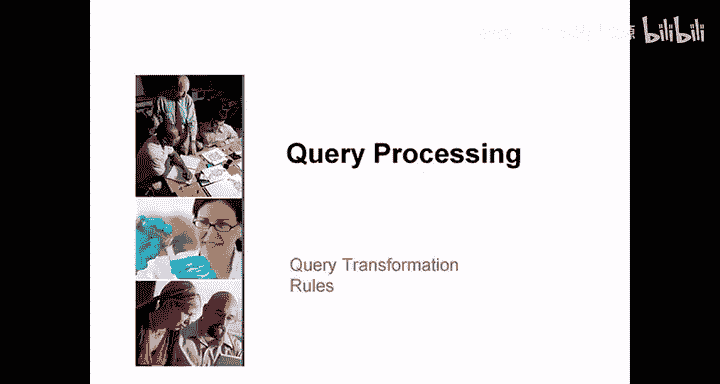 bilibili
Query Processing
Query Transformation
Rules